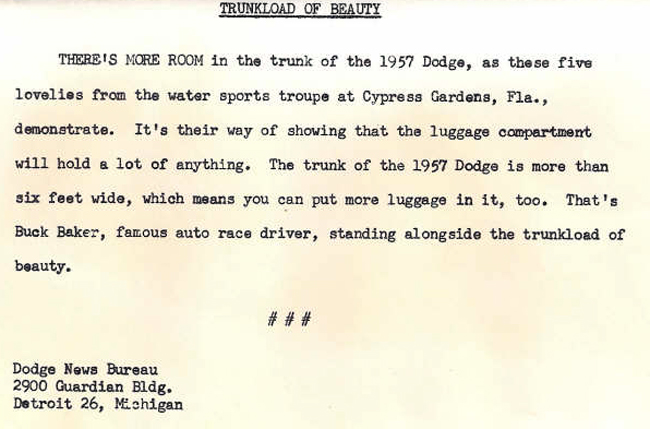 TRUNKLOAD OF BEAUTY
THERE'S MORE ROOM in the trunk of the 1957 Dodge, as these five
lovelies from the water sports troupe at Cypress Gardens, Fla.,
demonstrate. It's their way of showing that the luggage compartment
will hold a lot of anything. The trunk of the 1957 Dodge is more than
six feet wide, which means you can put more luggage in it, too. That's
Buck Baker, famous auto race driver, standing alongside the trunkload of
beauty.
# # #
Dodge News Bureau
2900 Guardian Bldg.
Detroit 26, Michigan